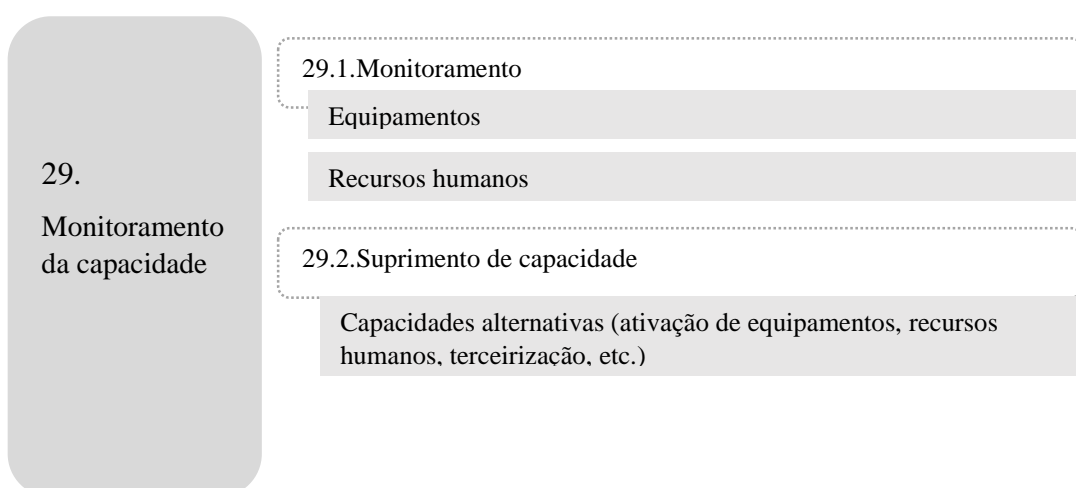 29.
Monitoramento
da capacidade
29.1.Monitoramento
Equipamentos
Recursos humanos
29.2.Suprimento de capacidade
Capacidades alternativas (ativação de equipamentos, recursos
humanos, terceirização, etc.)